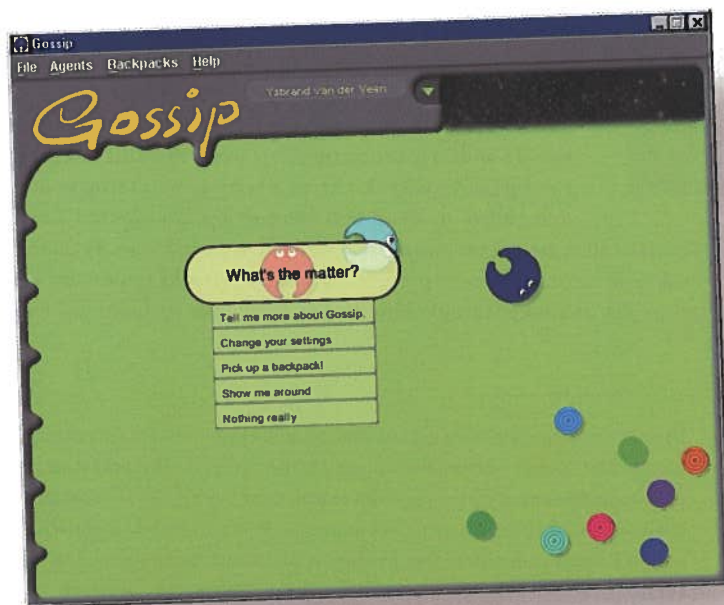 Gossip
File Agents Backpacks Help
Ysbrand van der Veen
Gossip
What's the matter?
Tell me more about Gossip.
Change your settings
Pick up a backpack!
Show me around
Nothing really